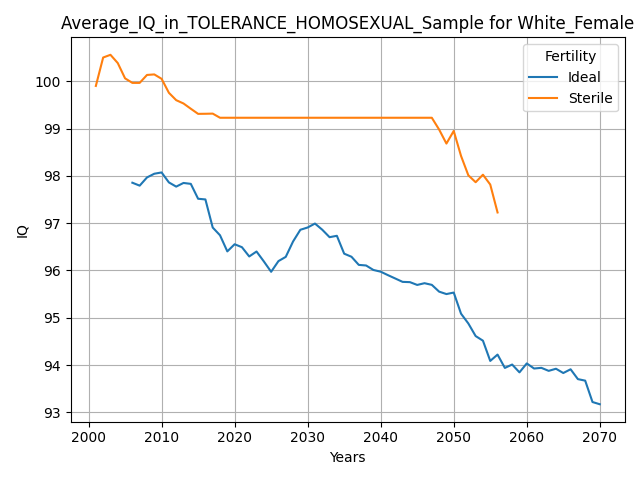 Average_IQ_in_TOLERANCE_HOMOSEXUAL_Sample for White_Female
Fertility
Ideal
Sterile
IQ
100
99
98
97
96
95
94
93
2000
2010
2020
2030
2040
2050
2060
2070
Years